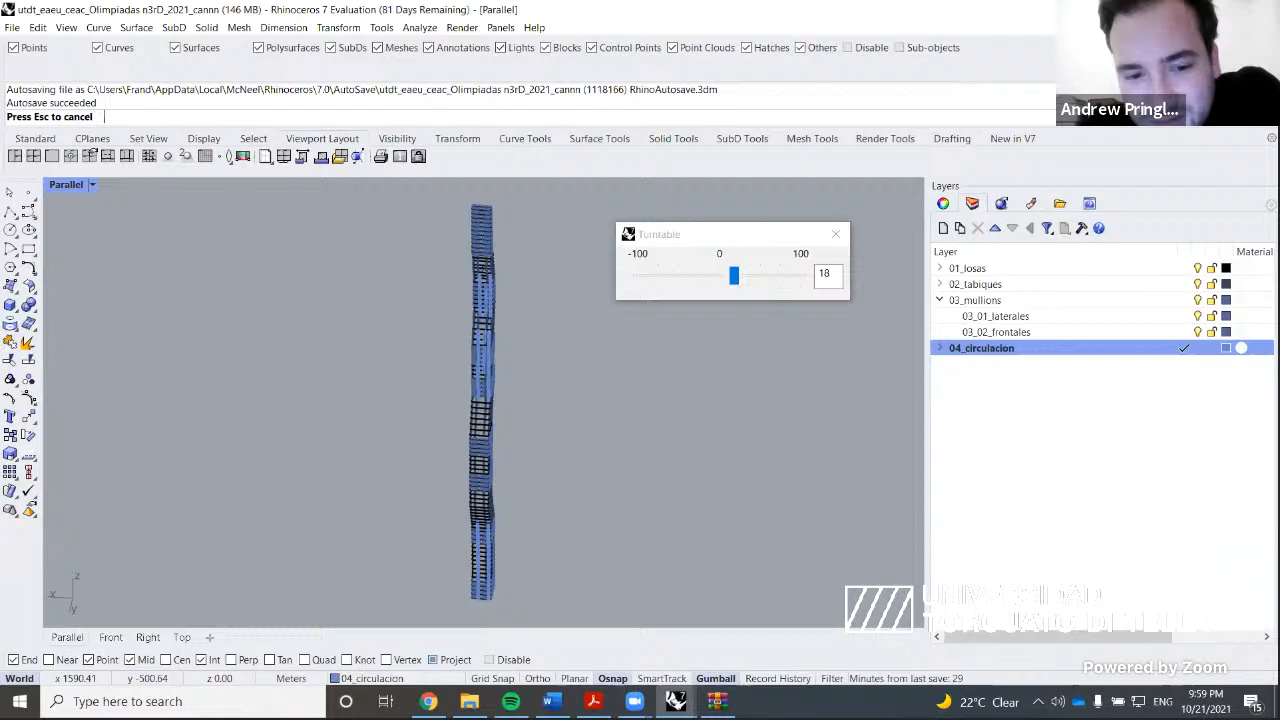 utdt_eaeu_ceac_Olimpiadas n3rD_2021_cannn (146 MB) - Rhinoceros 7 Evaluation (81 Days Remaining) - [Parallel]
File Edit View Curve Surface SubD Solid Mesh Dimension Transform Tools Analyze Render Panels Help
Points Curves Surfaces Polysurfaces SubDs Meshes Annotations Lights Blocks Control Points Point Clouds Hatches Others Disable Sub-objects
Autosaving file as C:\Users\Frand\AppData\Local\McNeel\Rhinoceros\7.0\AutoSave\utdt_eaeu_ceac_Olimpiadas n3rD_2021_cannn (1118166) RhinoAutosave.3dm
Autosave succeeded
Press Esc to cancel
Andrew Pringl...
Standard CPlanes Set View Display Select Viewport Layout Visibility Transform Curve Tools Surface Tools Solid Tools SubD Tools Mesh Tools Render Tools Drafting New in V7
Parallel
Layers
Turntable
-100 0 100
18
Layer Material
01_losas
02_tabiques
03_mullions
03_01_laterales
03_02_frontales
04_circulacion
z
x
y
UNIVERSIDAD
TORCUATO DI TELLA
Parallel Front Right Top
End Near Point Mid Cen Int Perp Tan Quad Knot Vertex Project Disable
Powered by Zoom
World x 1590.41 y -500.64 z 0.00 Meters 04_circulacion Grid Snap Ortho Planar Osnap SmartTrack Gumball Record History Filter Minutes from last save: 29
Type here to search
22°C Clear
ENG
9:59 PM
10/21/2021
15